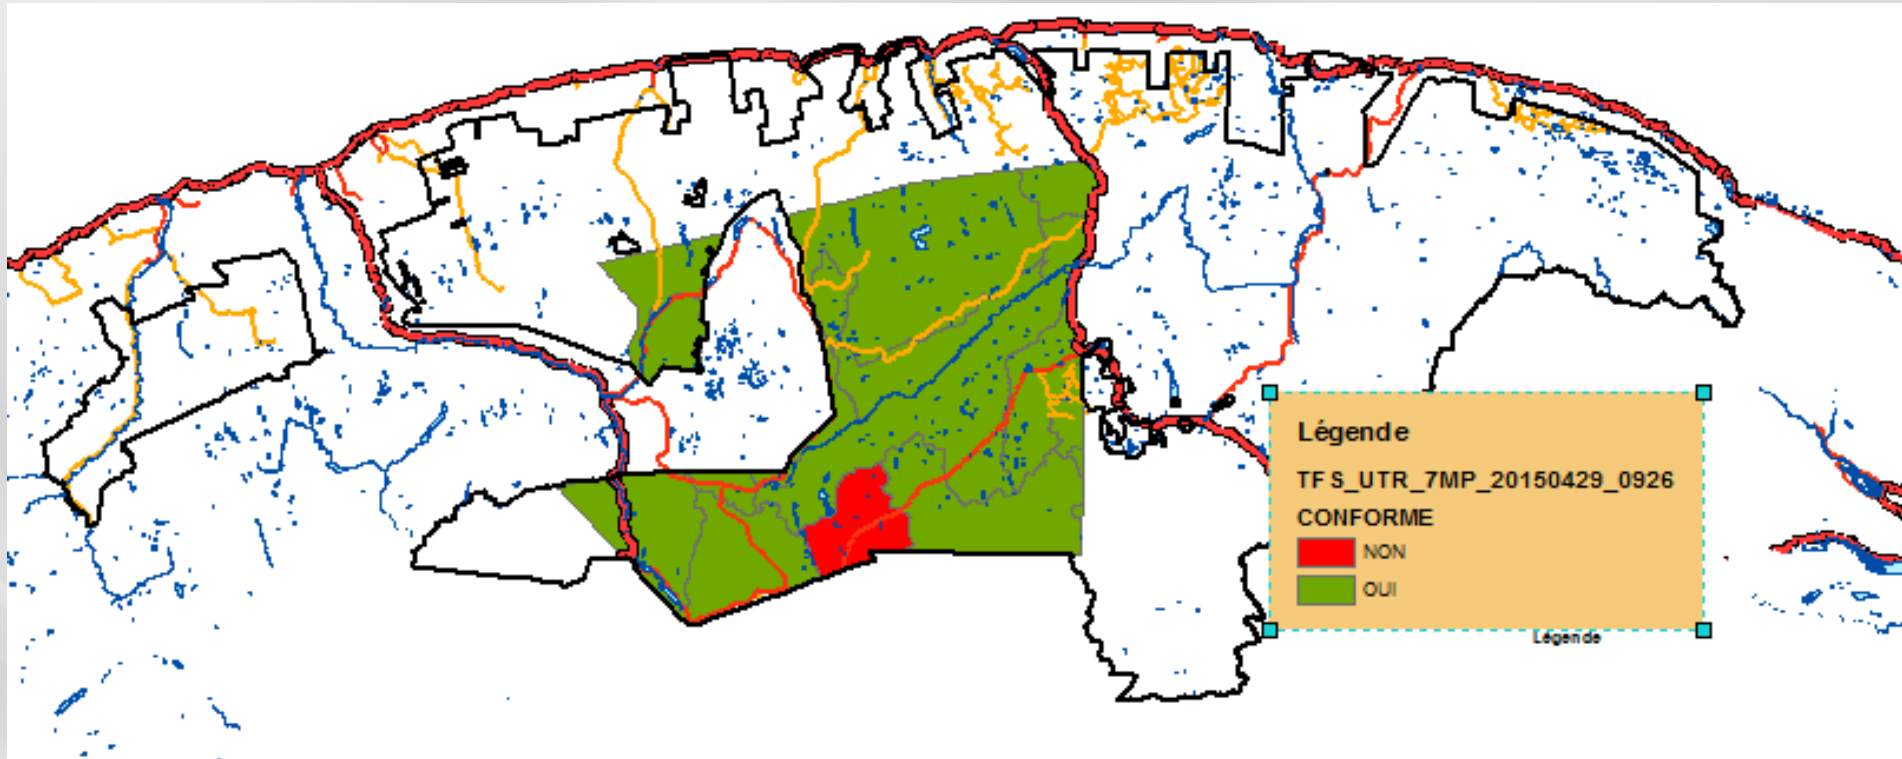 Légende
TFS_UTR_7MP_20150429_0926
CONFORME
NON
OUI
Légende